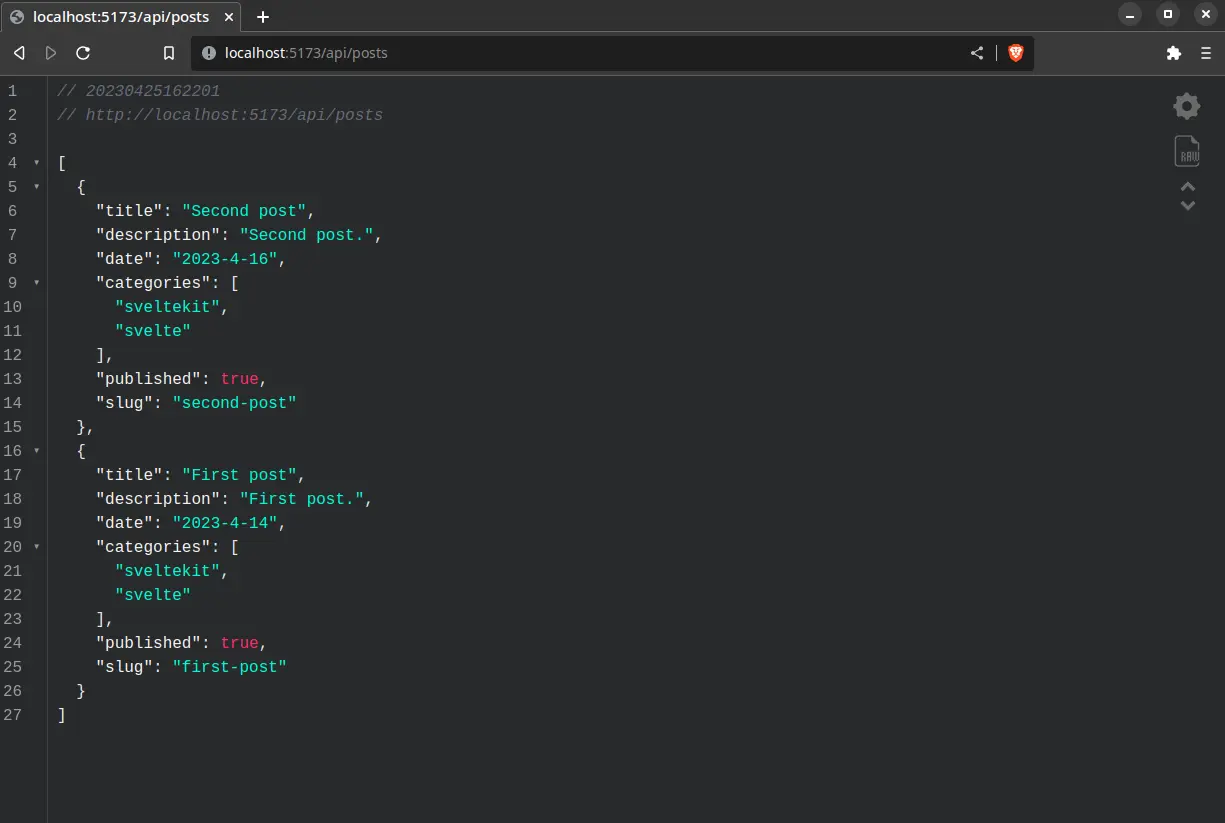 localhost:5173/api/posts
localhost:5173/api/posts
1 // 20230425162201
2 // http://localhost:5173/api/posts
3
4 [
5 {
6 "title": "Second post",
7 "description": "Second post.",
8 "date": "2023-4-16",
9 "categories": [
10 "sveltekit",
11 "svelte"
12 ],
13 "published": true,
14 "slug": "second-post"
15 },
16 {
17 "title": "First post",
18 "description": "First post.",
19 "date": "2023-4-14",
20 "categories": [
21 "sveltekit",
22 "svelte"
23 ],
24 "published": true,
25 "slug": "first-post"
26 }
27 ]
RAW